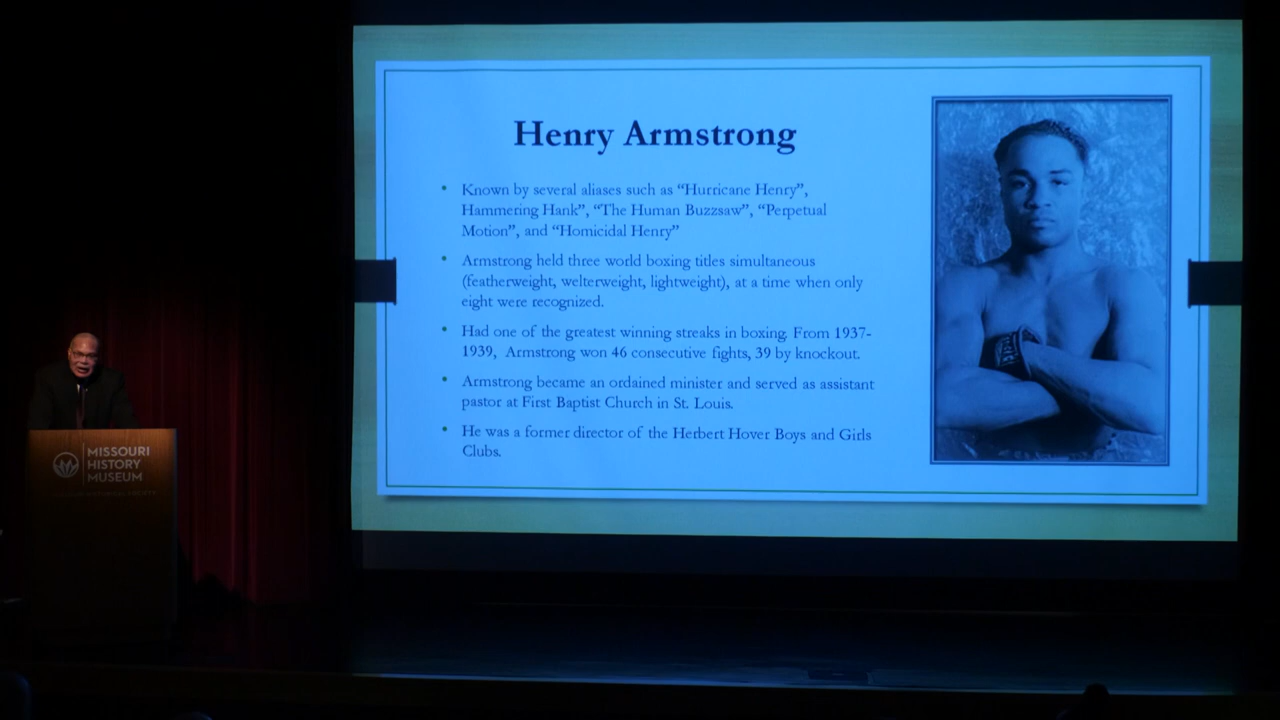 Henry Armstrong
• Known by several aliases such as “Hurricane Henry”,
Hammering Hank”, “The Human Buzzsaw”, “Perpetual
Motion”, and “Homicidal Henry”
• Armstrong held three world boxing titles simultaneous
(featherweight, welterweight, lightweight), at a time when only
eight were recognized.
• Had one of the greatest winning streaks in boxing. From 1937-
1939, Armstrong won 46 consecutive fights, 39 by knockout.
• Armstrong became an ordained minister and served as assistant
pastor at First Baptist Church in St. Louis.
• He was a former director of the Herbert Hover Boys and Girls
Clubs.
MISSOURI
HISTORY
MUSEUM